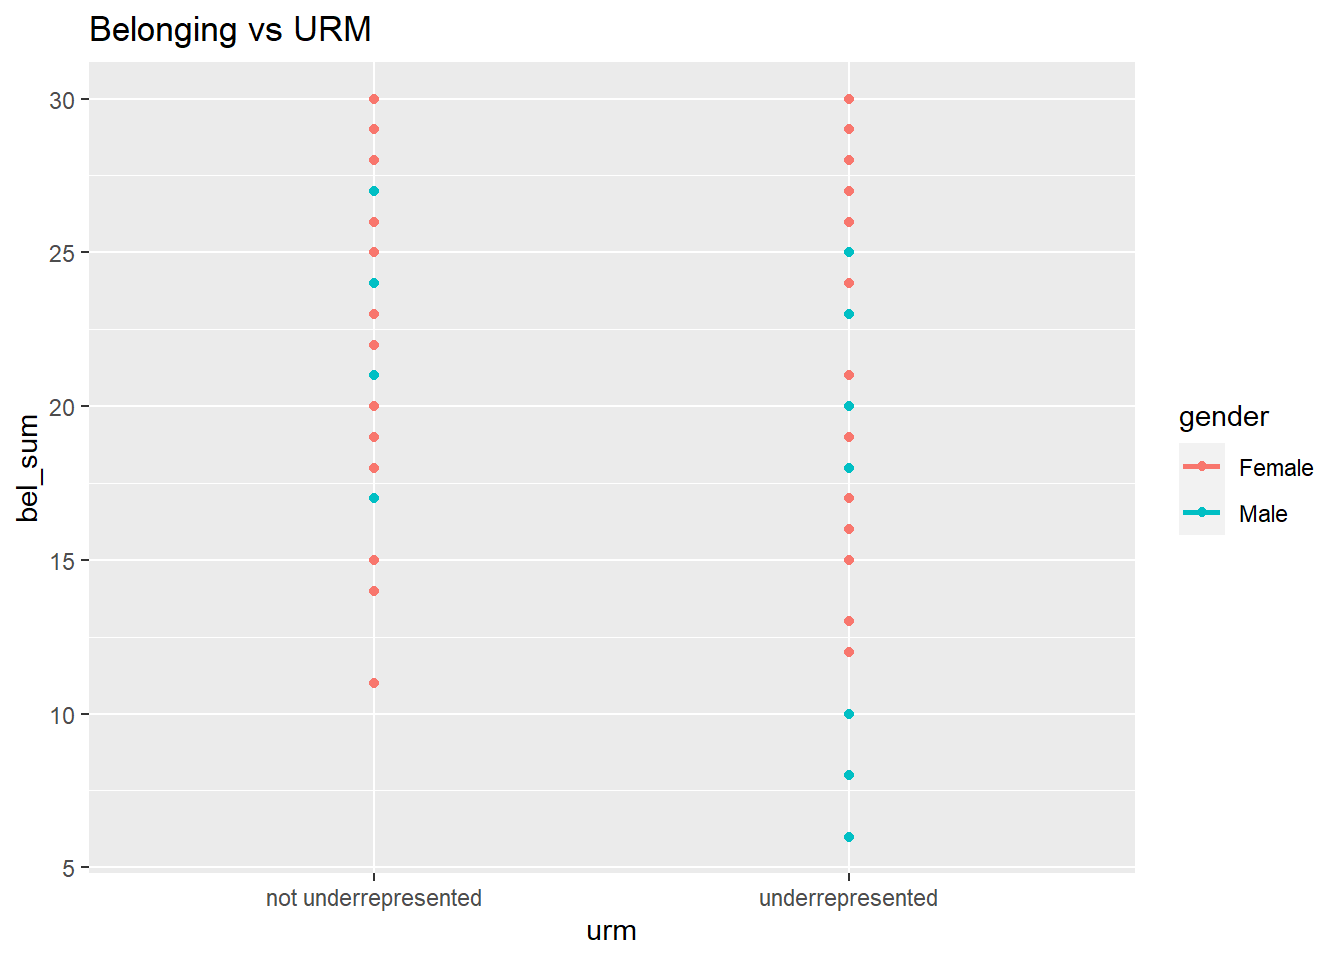 Belonging vs URM
30
25
20
15
10
5
bel_sum
not underrepresented
underrepresented
urm
gender
Female
Male